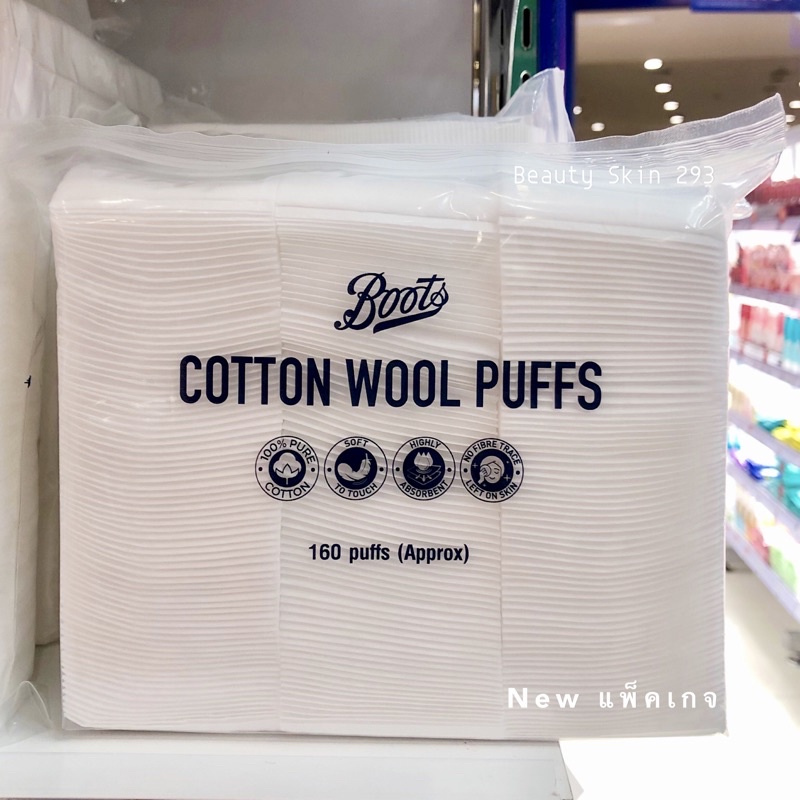 Beauty Skin 293
Boots
COTTON WOOL PUFFS
100% PURE
COTTON
SOFT
TO TOUCH
HIGHLY
ABSORBENT
NO FIBRE TRACE
LEFT ON SKIN
160 puffs (Approx)
New แพ็คเกจ